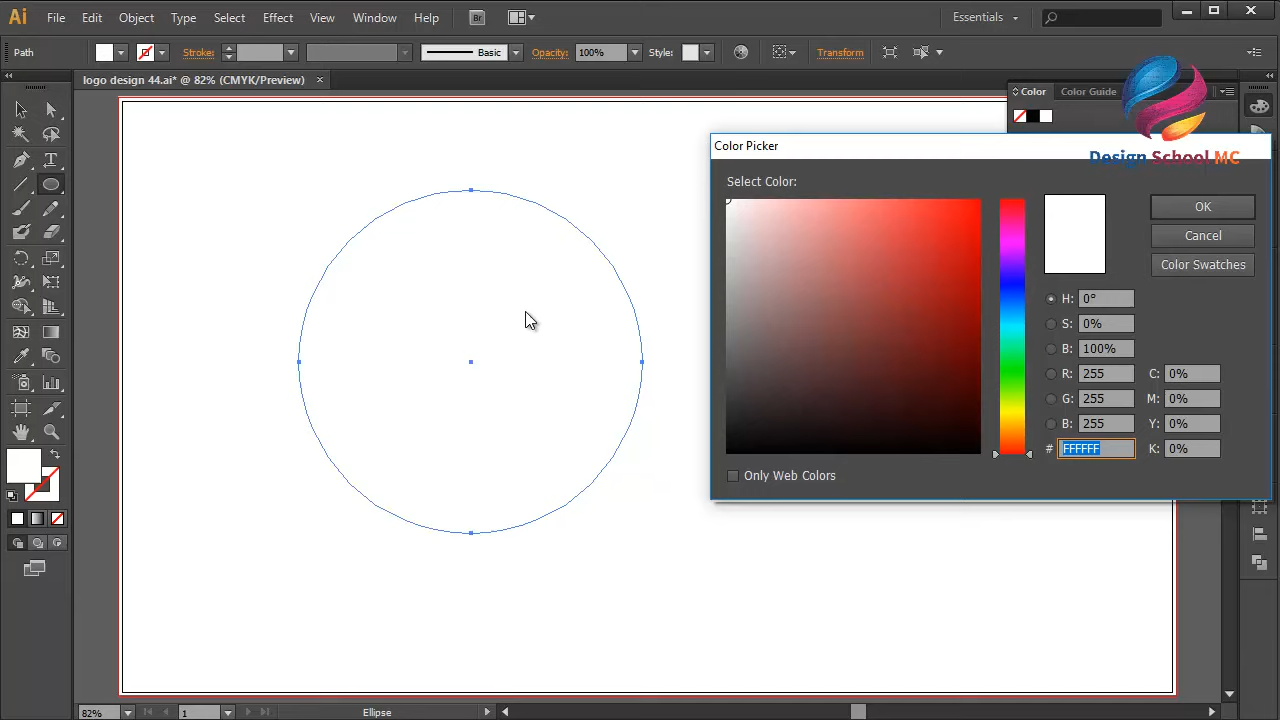 Ai File Edit Object Type Select Effect View Window Help Br Essentials
Path Stroke: Basic Opacity: 100% Style: Transform
logo design 44.ai* @ 82% (CMYK/Preview) ×
Color Color Guide
Design School MC
Color Picker
Select Color:
OK
Cancel
Color Swatches
H: 0°
S: 0%
B: 100%
R: 255 C: 0%
G: 255 M: 0%
B: 255 Y: 0%
# FFFFFF K: 0%
Only Web Colors
82% 1 Ellipse